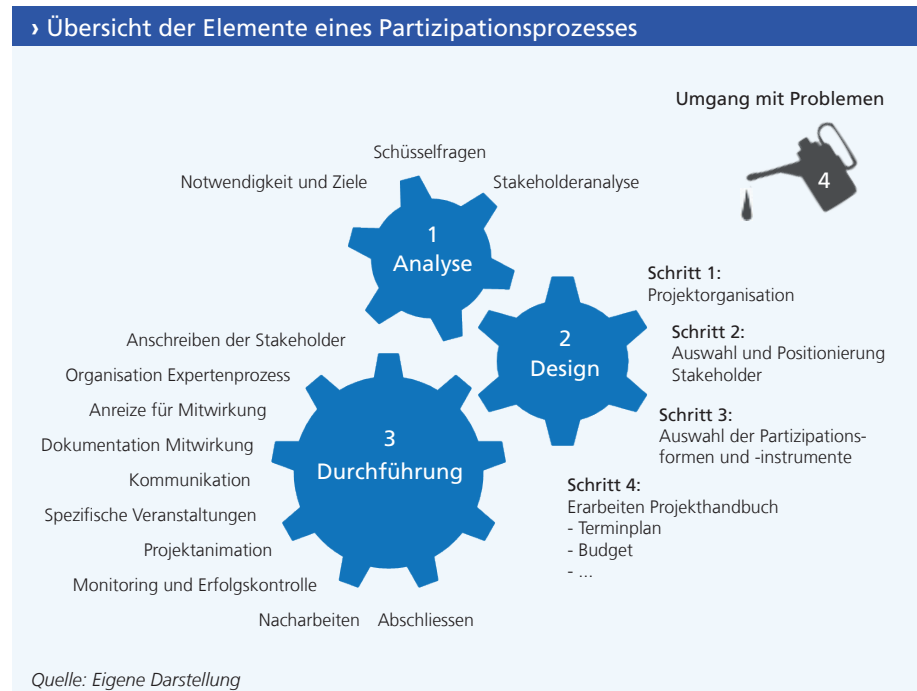 › Übersicht der Elemente eines Partizipationsprozesses
Umgang mit Problemen
4
Schüsselfragen
Notwendigkeit und Ziele
Stakeholderanalyse
1
Analyse
Schritt 1:
Projektorganisation
2
Design
Schritt 2:
Auswahl und Positionierung
Stakeholder
Schritt 3:
Auswahl der Partizipations-
formen und -instrumente
Schritt 4:
Erarbeiten Projekthandbuch
- Terminplan
- Budget
- ...
3
Durchführung
Anschreiben der Stakeholder
Organisation Expertenprozess
Anreize für Mitwirkung
Dokumentation Mitwirkung
Kommunikation
Spezifische Veranstaltungen
Projektanimation
Monitoring und Erfolgskontrolle
Nacharbeiten
Abschliessen
Quelle: Eigene Darstellung